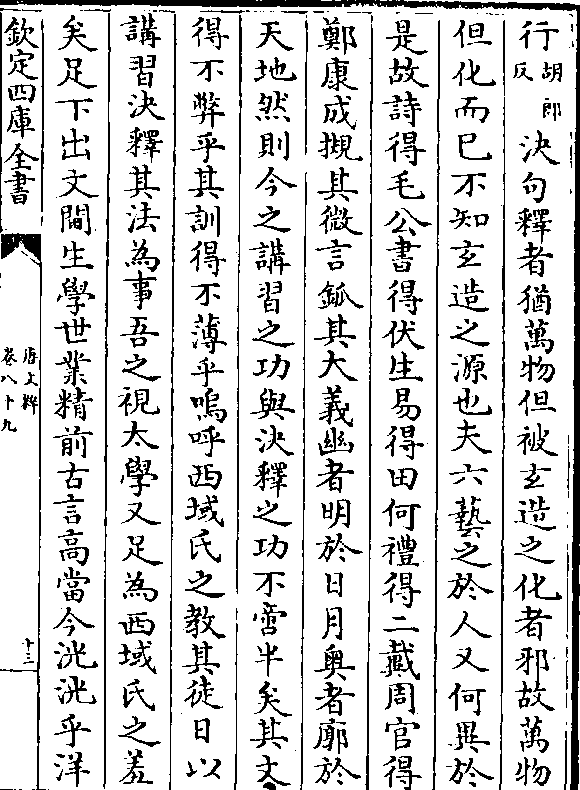 行胡郎反決句釋者猶萬物但被玄造之化者邪故萬物
但化而巳不知玄造之源也夫六藝之於人又何異於
是故詩得毛公書得伏生易得田何禮得二戴周官得
鄭康成摫其微言釽其大義幽者明於日月奧者廓於
天地然則今之講習之功與決釋之功不啻半矣其文
得不弊乎其訓得不薄乎嗚呼西域氏之教其徒日以
講習決釋其法為事吾之視太學又足為西域氏之羞
矣足下出文閫生學世業精前古言高當今洸洸乎洋
欽定四庫全書
唐文粹
卷八十九
十三